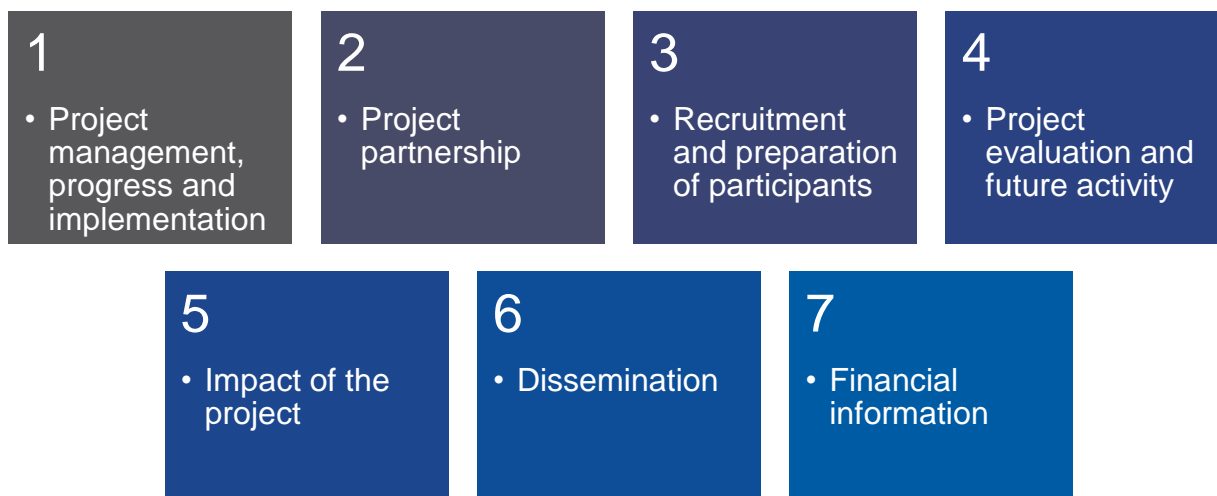 1
• Project
management,
progress and
implementation
2
• Project
partnership
3
• Recruitment
and preparation
of participants
4
• Project
evaluation and
future activity
5
• Impact of the
project
6
• Dissemination
7
• Financial
information